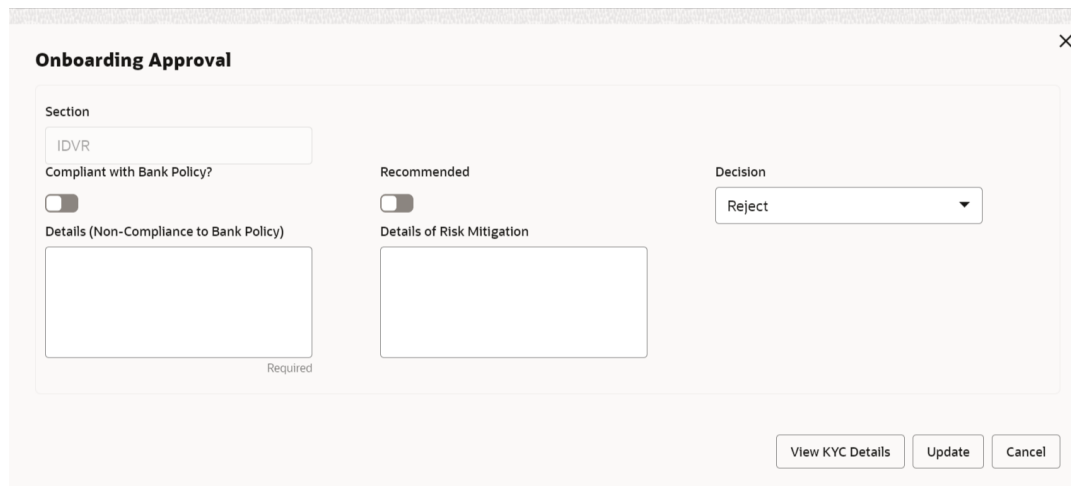 Onboarding Approval
Section
IDVR
Compliant with Bank Policy? Recommended Decision
Reject
Details (Non-Compliance to Bank Policy) Details of Risk Mitigation
Required
View KYC Details Update Cancel